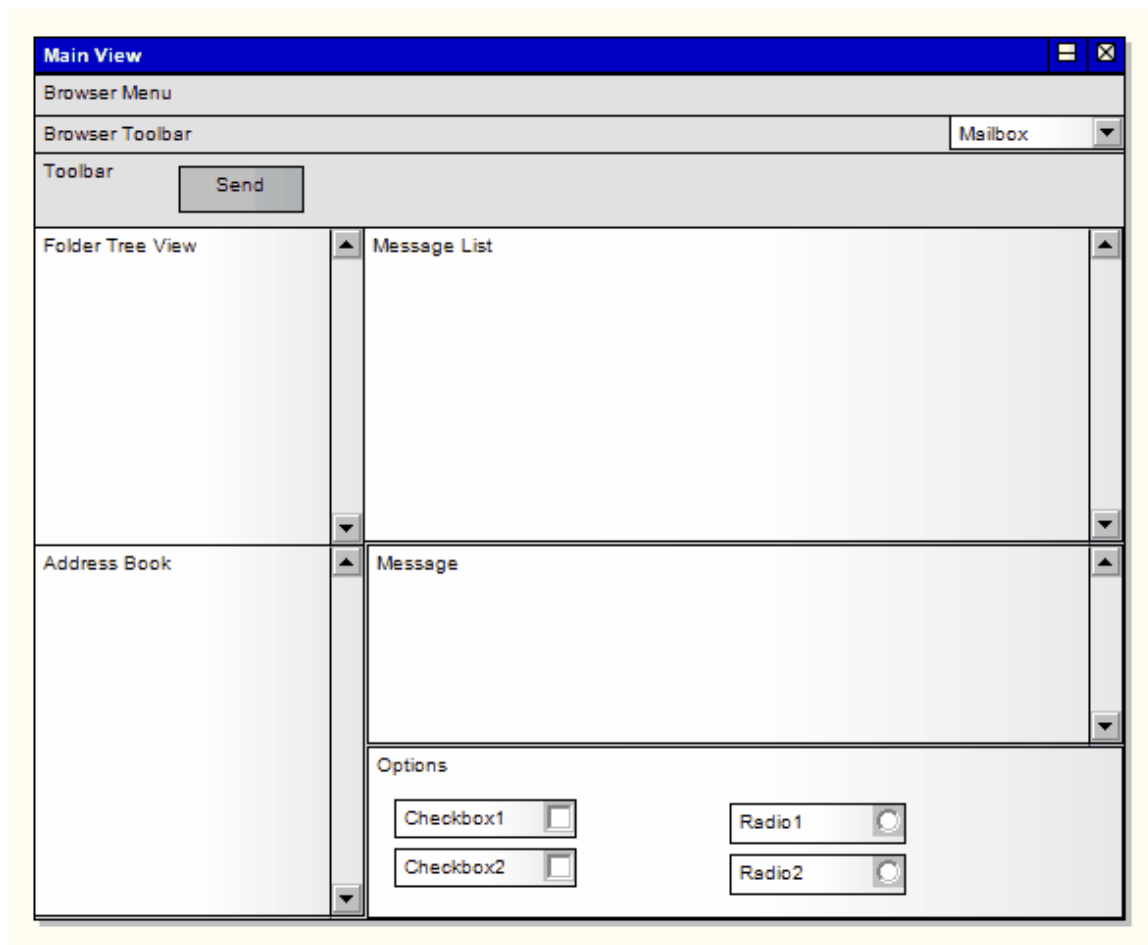 Main View
Browser Menu
Browser Toolbar
Mailbox
Toolbar
Send
Folder Tree View
Message List
Address Book
Message
Options
Checkbox1
Radio1
Checkbox2
Radio2